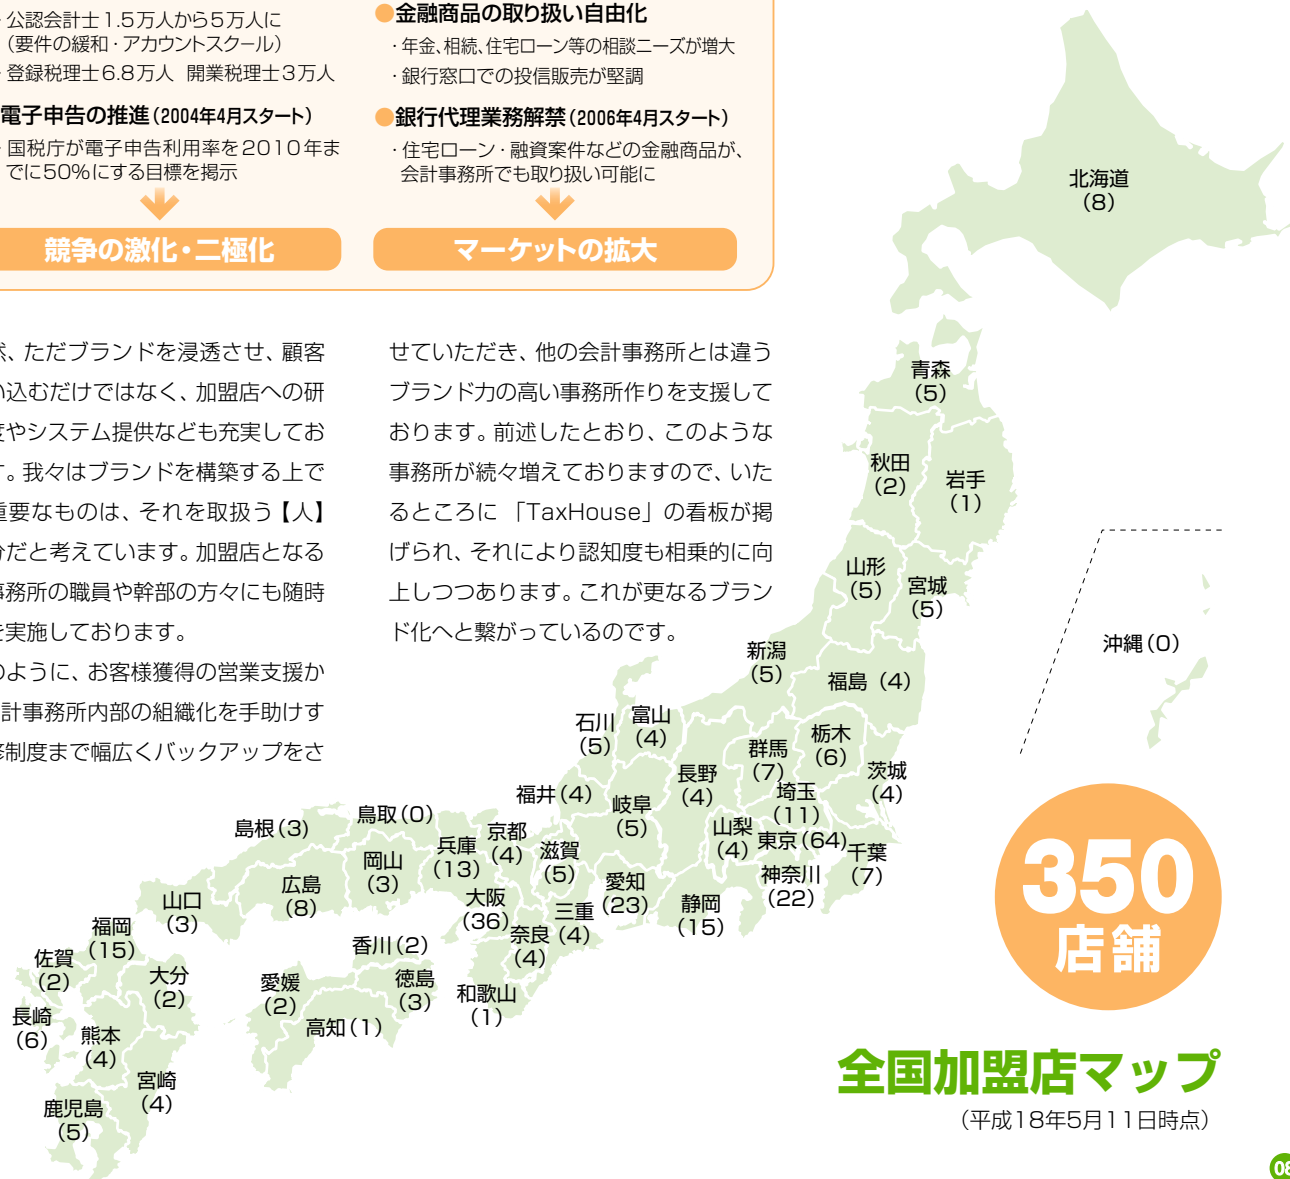 ・公認会計士1.5万人から5万人に
（要件の緩和・アカウントスクール）
・登録税理士6.8万人 開業税理士3万人
電子申告の推進（2004年4月スタート）
・国税庁が電子申告利用率を2010年ま
でに50%にする目標を掲示
競争の激化・二極化
●金融商品の取り扱い自由化
・年金、相続、住宅ローン等の相談ニーズが増大
・銀行窓口での投信販売が堅調
●銀行代理業務解禁（2006年4月スタート）
・住宅ローン・融資案件などの金融商品が、
会計事務所でも取り扱い可能に
マーケットの拡大
、ただブランドを浸透させ、顧客
い込むだけではなく、加盟店への研
度やシステム提供なども充実してお
。我々はブランドを構築する上で
重要なものは、それを取扱う【人】
分だと考えています。加盟店となる
事務所の職員や幹部の方々にも随時
を実施しております。
のように、お客様獲得の営業支援か
計事務所内部の組織化を手助けす
修制度まで幅広くバックアップをさ
せていただき、他の会計事務所とは違う
ブランド力の高い事務所作りを支援して
おります。前述したとおり、このような
事務所が続々増えておりますので、いた
るところに 「TaxHouse」の看板が掲
げられ、それにより認知度も相乗的に向
上しつつあります。これが更なるブラン
ド化へと繋がっているのです。
北海道
（8）
青森
（5）
秋田
（2）
岩手
（1）
山形
（5）
宮城
（5）
新潟
（5）
福島（4）
沖縄（0）
石川
（5）
富山
（4）
群馬
（7）
栃木
（6）
茨城
（4）
長野
（4）
埼玉
（11）
福井（4）
岐阜
（5）
山梨
（4）
東京（64）
千葉
（7）
神奈川
（22）
島根（3）
鳥取（0）
兵庫
（13）
京都
（4）
滋賀
（5）
岡山
（3）
広島
（8）
山口
（3）
大阪
（36）
愛知
（23）
静岡
（15）
三重
（4）
奈良
（4）
和歌山
（1）
福岡
（15）
佐賀
（2）
大分
（2）
香川（2）
愛媛
（2）
徳島
（3）
高知（1）
長崎
（6）
熊本
（4）
宮崎
（4）
鹿児島
（5）
350
店舗
全国加盟店マップ
（平成18年5月11日時点）
08